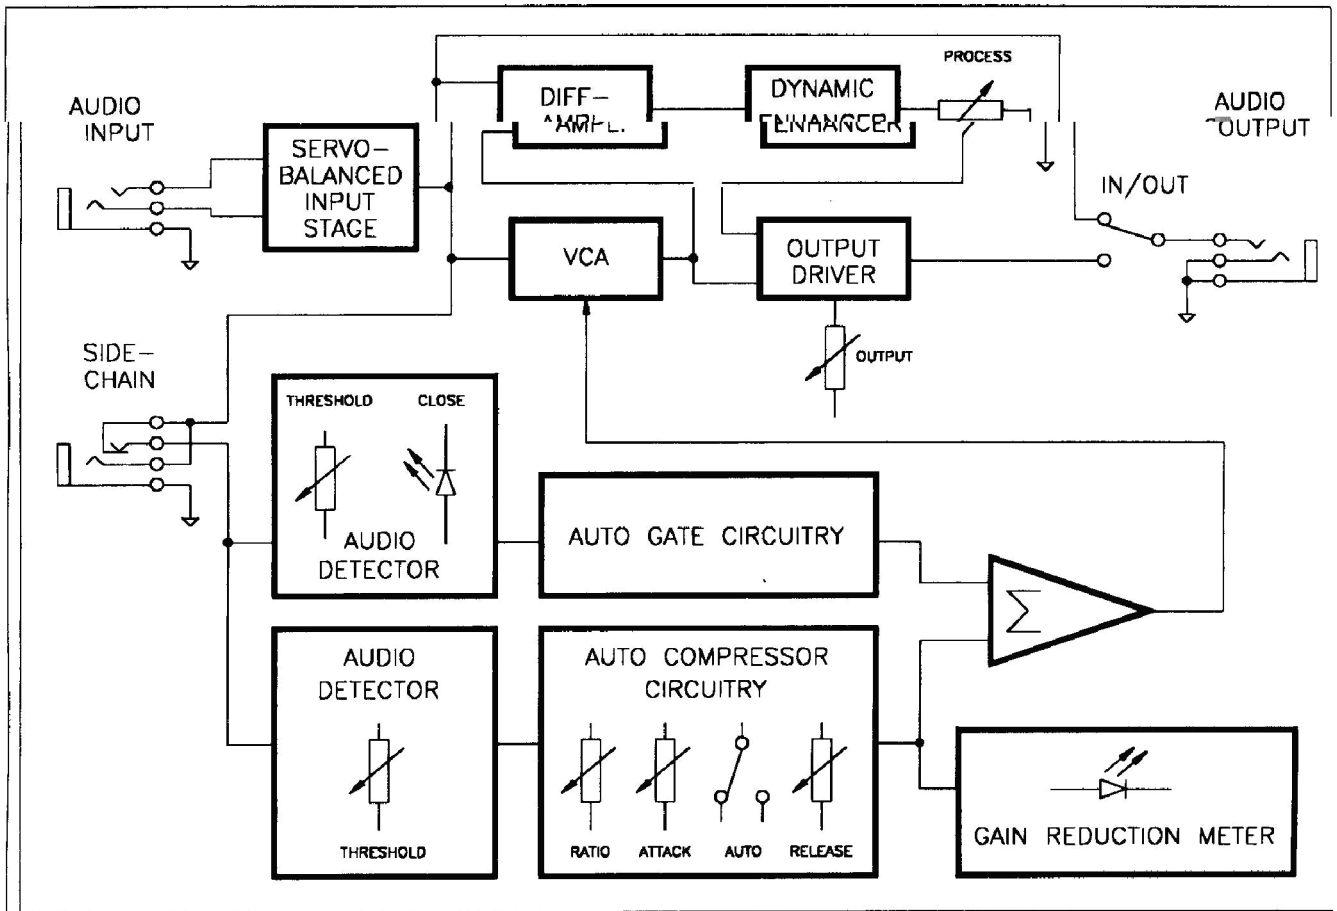 PROCESS
AUDIO
INPUT
DIFF-
AMPL.
DYNAMIC
ENHANCER
AUDIO
OUTPUT
SERVO-
BALANCED
INPUT
STAGE
IN/OUT
VCA
OUTPUT
DRIVER
OUTPUT
SIDE-
CHAIN
THRESHOLD CLOSE
AUDIO
DETECTOR
AUTO GATE CIRCUITRY
Σ
AUDIO
DETECTOR
THRESHOLD
AUTO COMPRESSOR
CIRCUITRY
RATIO ATTACK AUTO RELEASE
GAIN REDUCTION METER